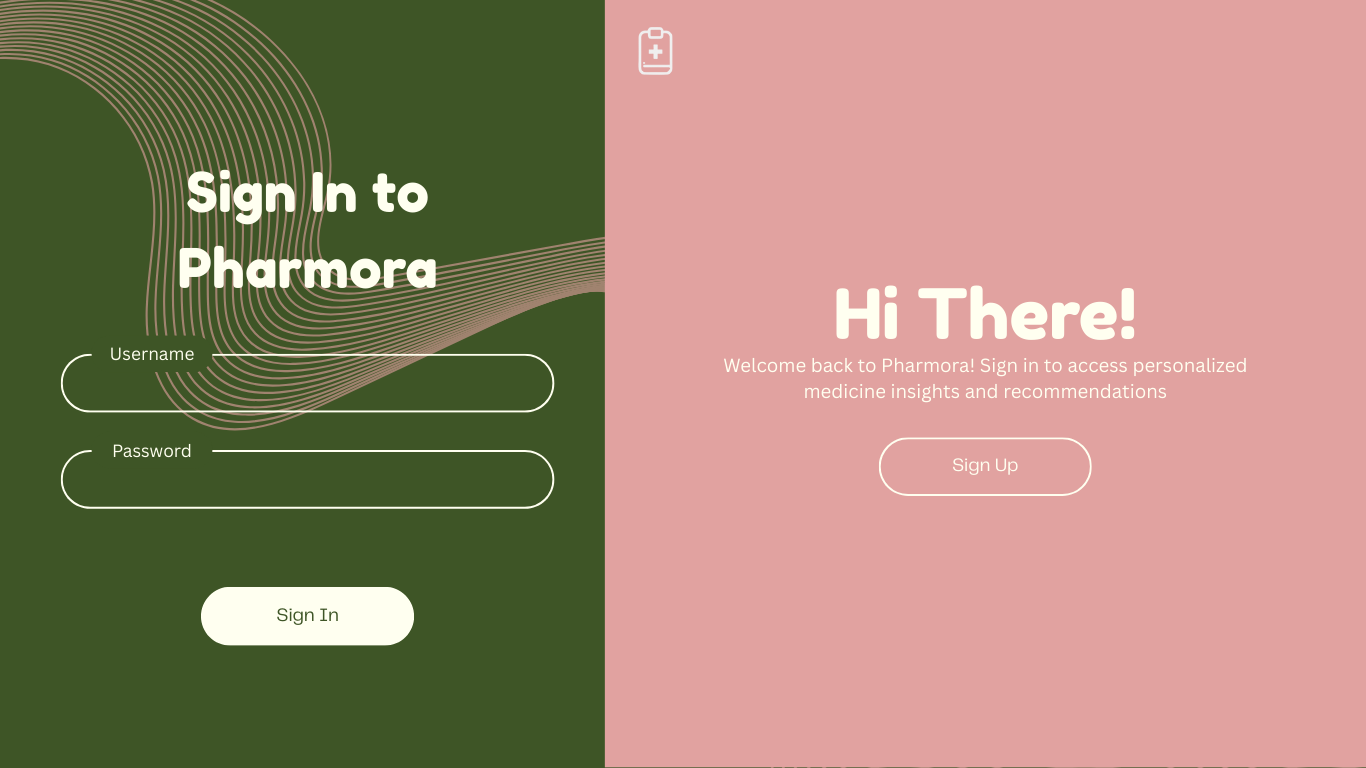 Sign In to
Pharmora
Username
Password
Sign In
Hi There!
Welcome back to Pharmora! Sign in to access personalized
medicine insights and recommendations
Sign Up